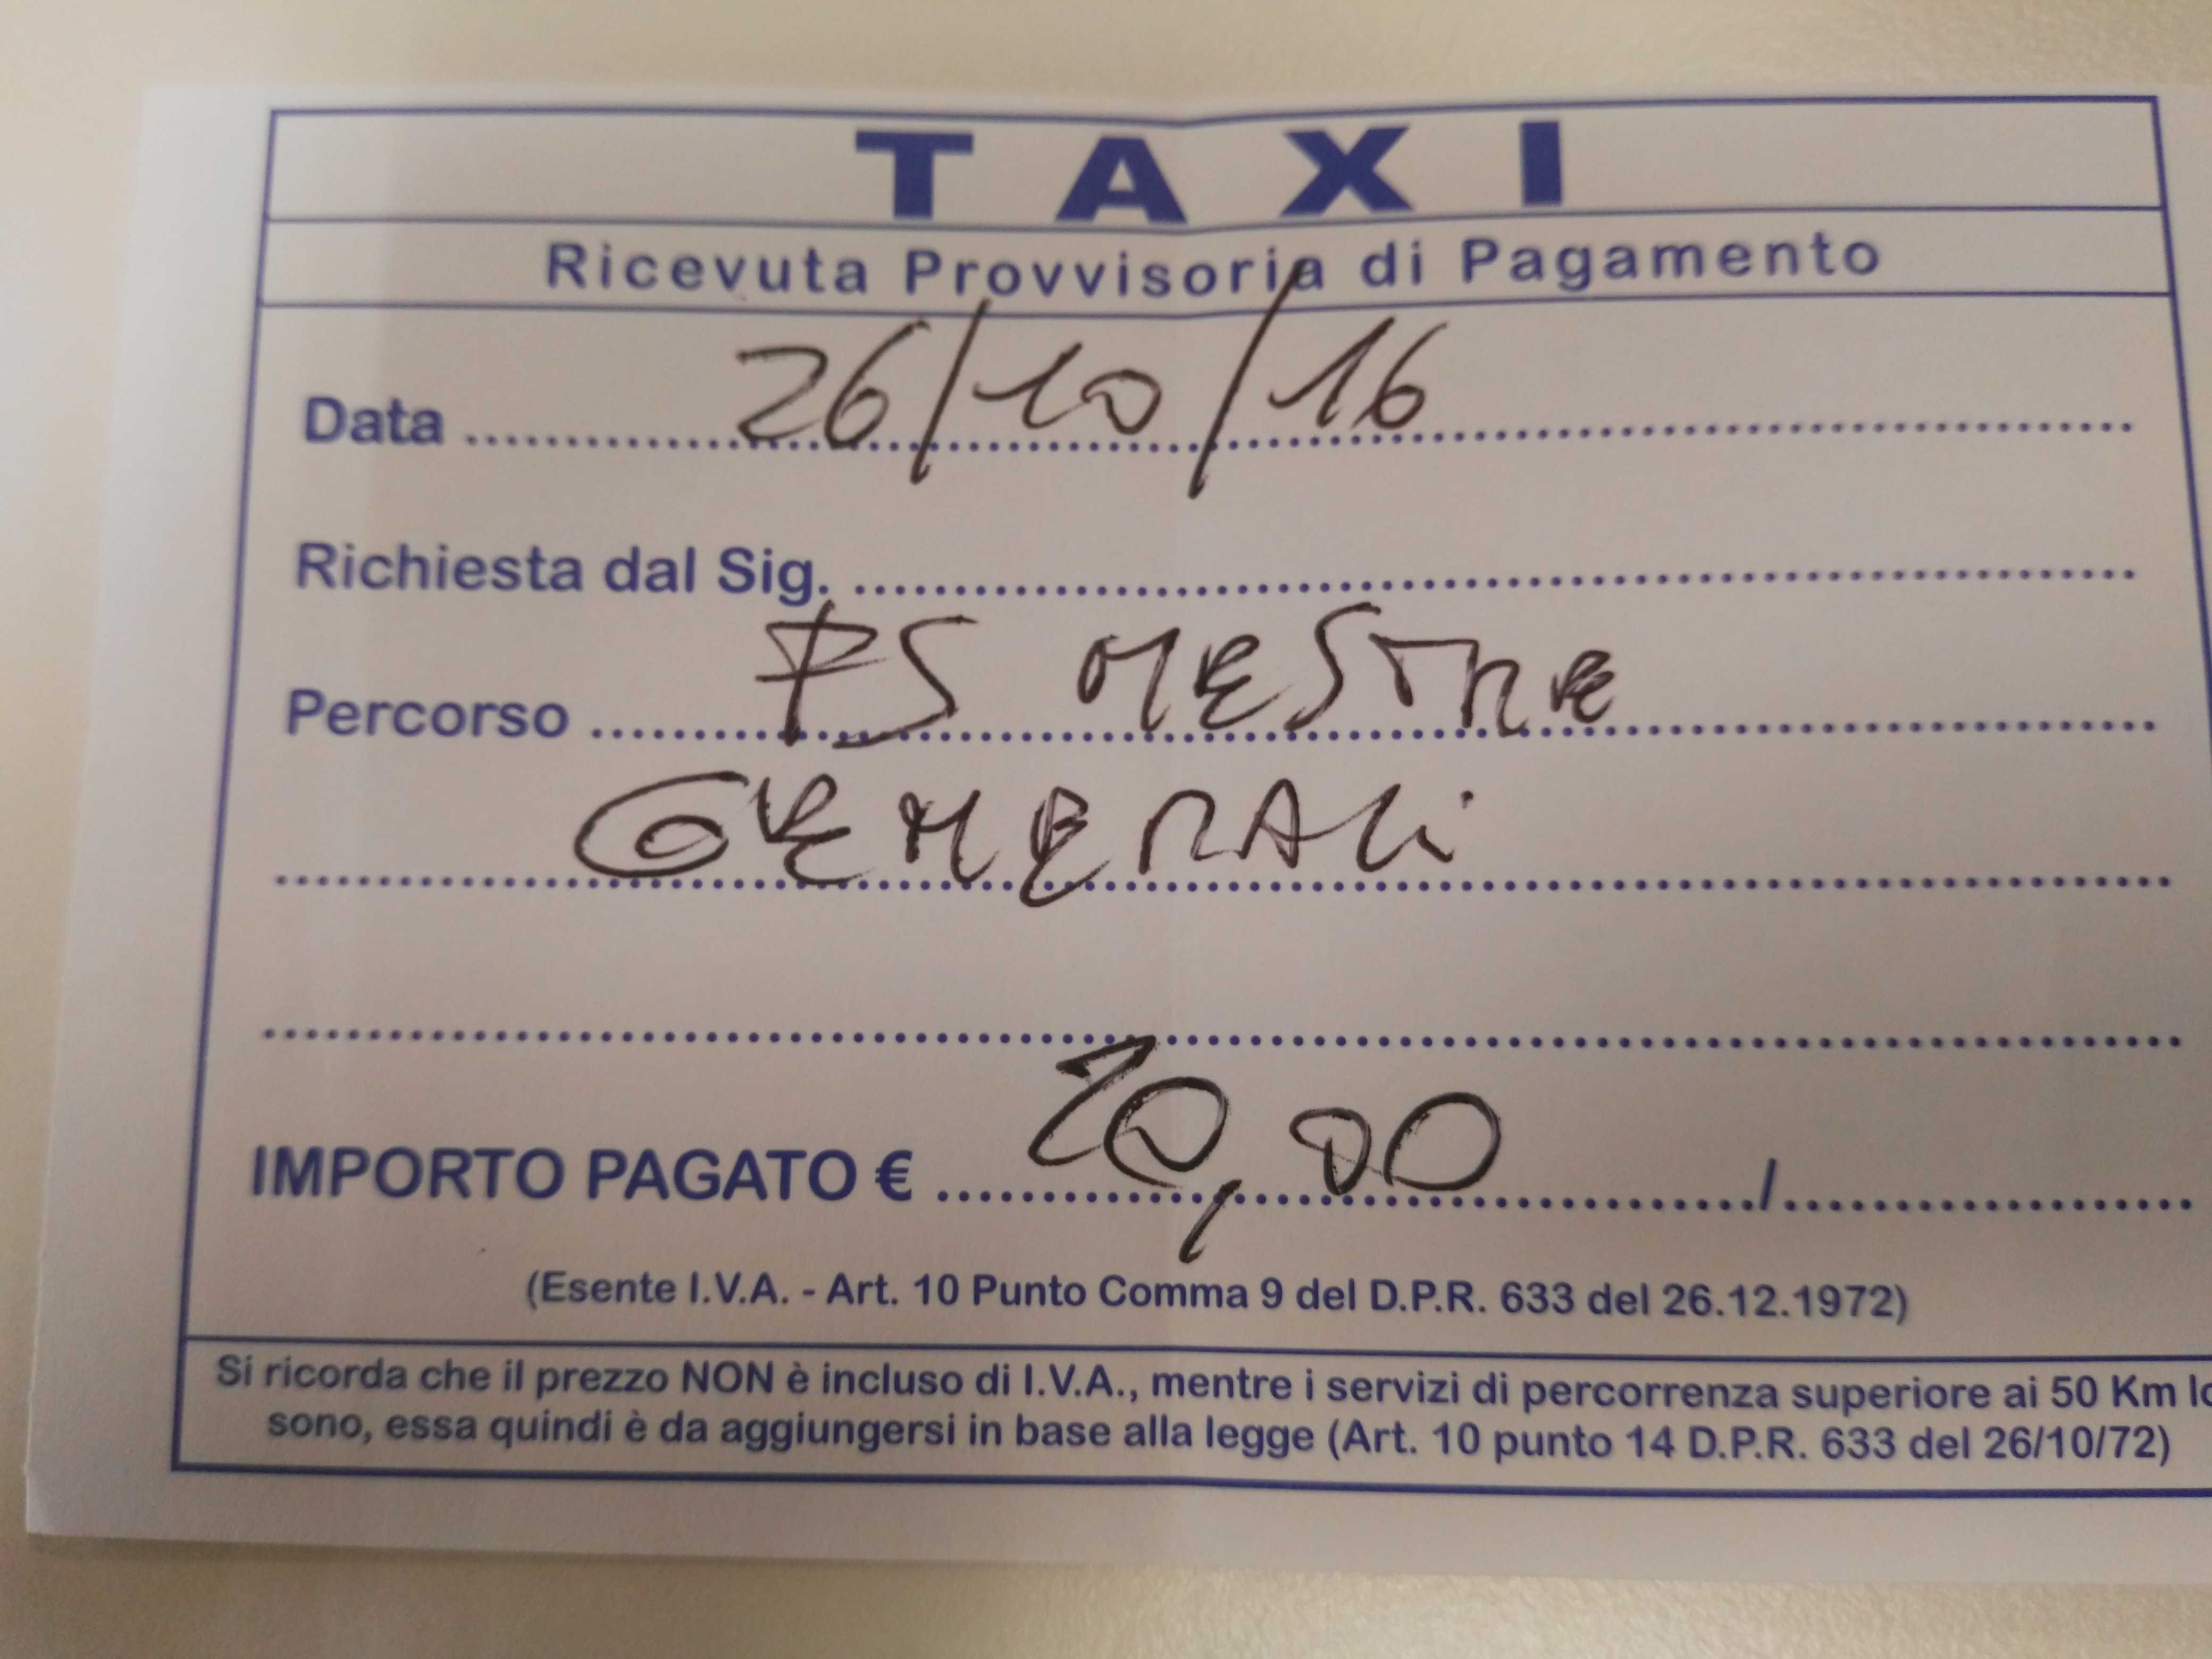 TAXI
Ricevuta Provvisoria di Pagamento
Data 26/10/16
Richiesta dal Sig.
Percorso FS MESTRE
GENERALI
IMPORTO PAGATO € 20,00 /
(Esente I.V.A. - Art. 10 Punto Comma 9 del D.P.R. 633 del 26.12.1972)
Si ricorda che il prezzo NON è incluso di I.V.A., mentre i servizi di percorrenza superiore ai 50 Km lo
sono, essa quindi è da aggiungersi in base alla legge (Art. 10 punto 14 D.P.R. 633 del 26/10/72)